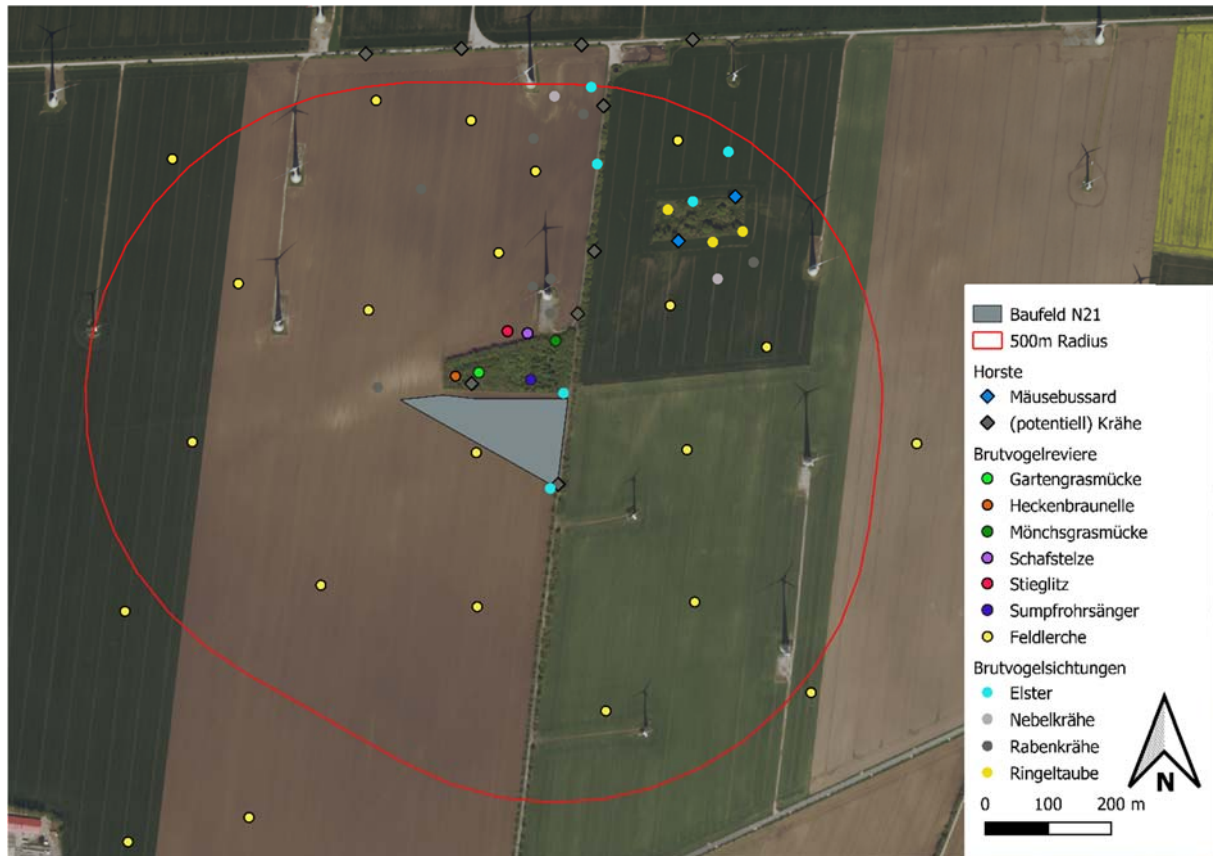 Baufeld N21
500m Radius
Horste
Mäusebussard
(potentiell) Krähe
Brutvogelreviere
Gartengrasmücke
Heckenbraunelle
Mönchsgrasmücke
Schafstelze
Stieglitz
Sumpfrohrsänger
Feldlerche
Brutvogelsichtungen
Elster
Nebelkrähe
Rabenkrähe
Ringeltaube
N
0 100 200 m